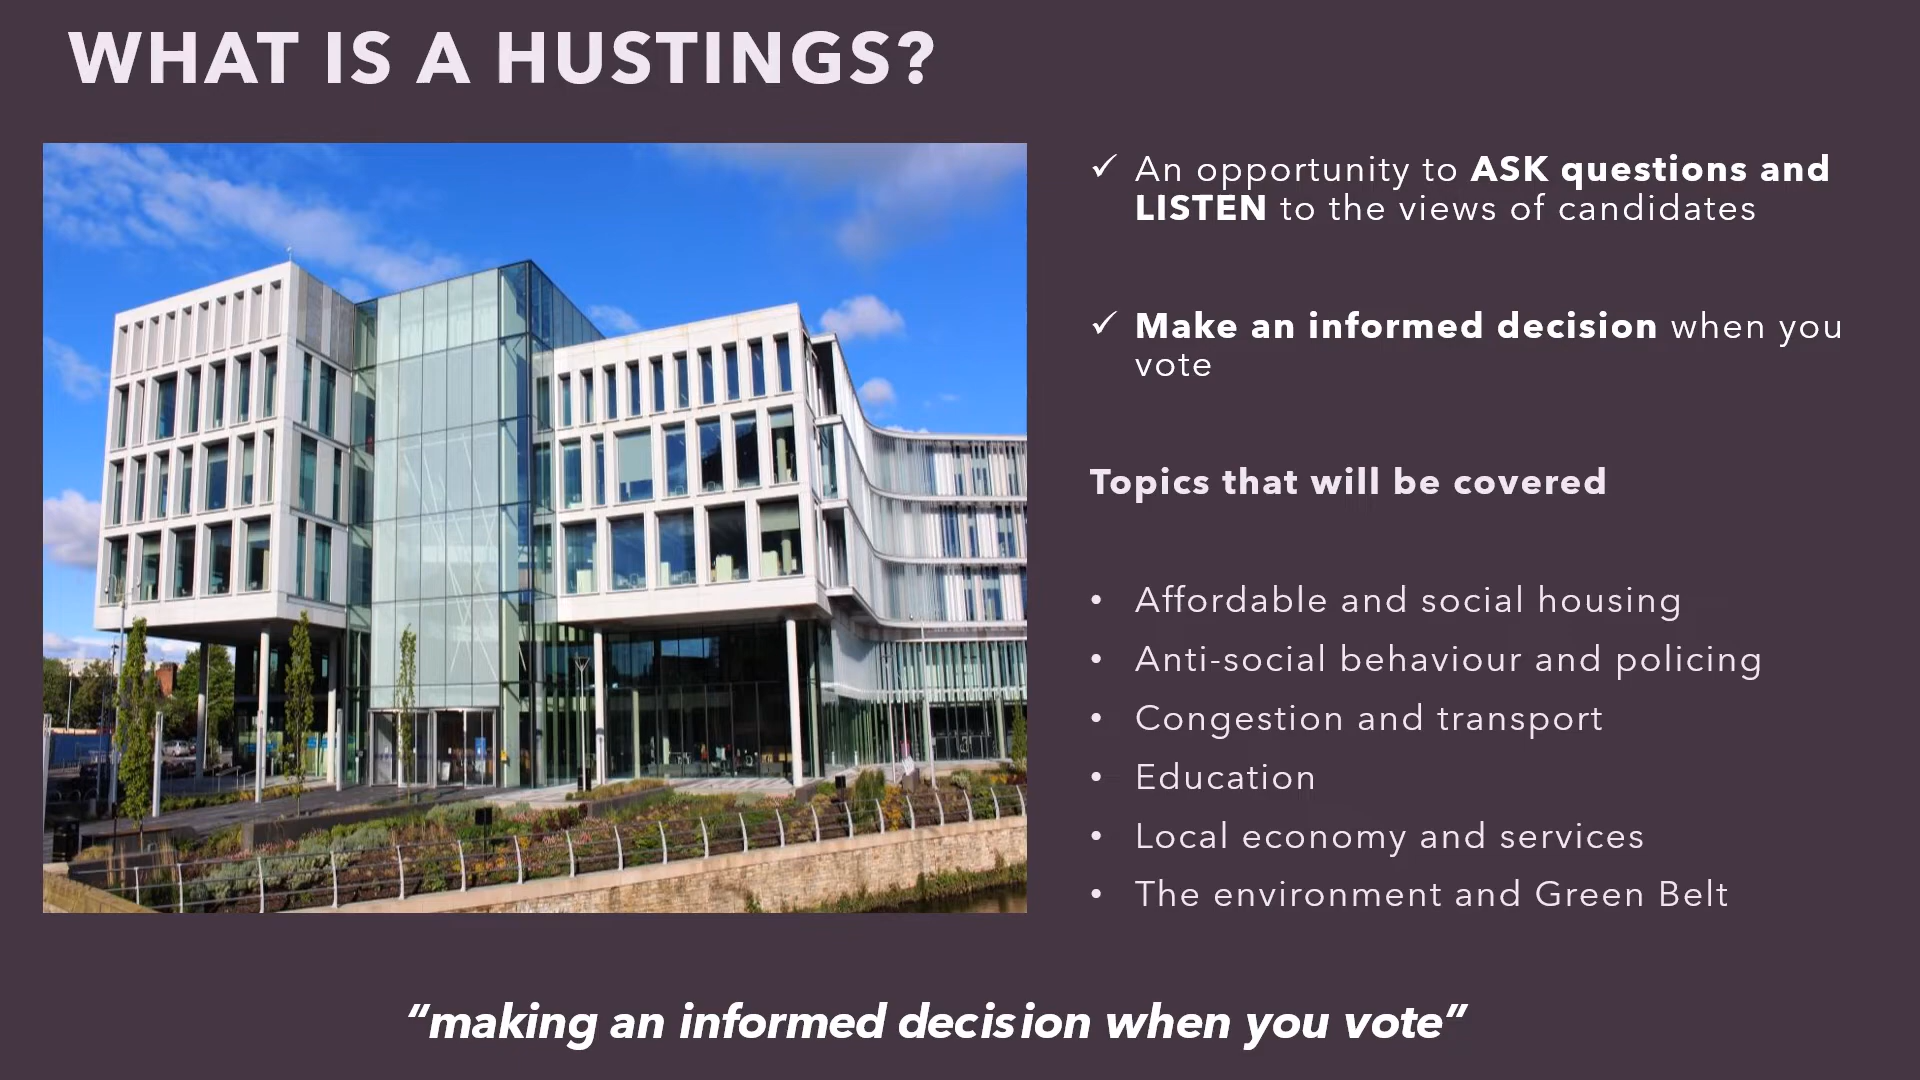 WHAT IS A HUSTINGS?
✓ An opportunity to ASK questions and
LISTEN to the views of candidates
✓ Make an informed decision when you
vote
Topics that will be covered
• Affordable and social housing
• Anti-social behaviour and policing
• Congestion and transport
• Education
• Local economy and services
• The environment and Green Belt
“making an informed decision when you vote”